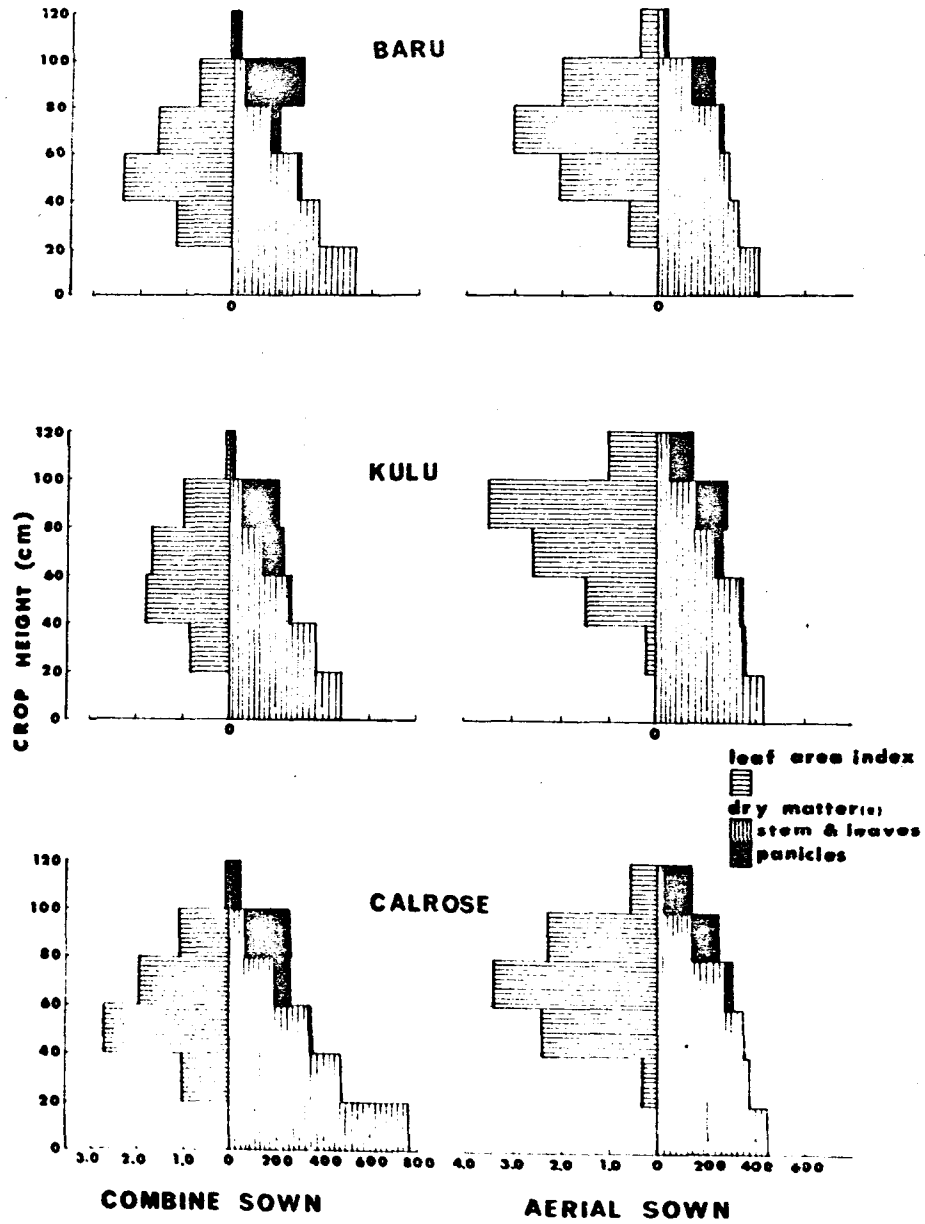 120
100
80
60
40
20
0
BARU
0
0
120
100
80
60
40
20
0
KULU
0
0
CROP HEIGHT (cm)
leaf area index
dry matter(g)
stem & leaves
panicles
120
100
80
60
40
20
0
CALROSE
3.0 2.0 1.0 0 200 400 600 800
4.0 3.0 2.0 1.0 0 200 400 600
COMBINE SOWN
AERIAL SOWN